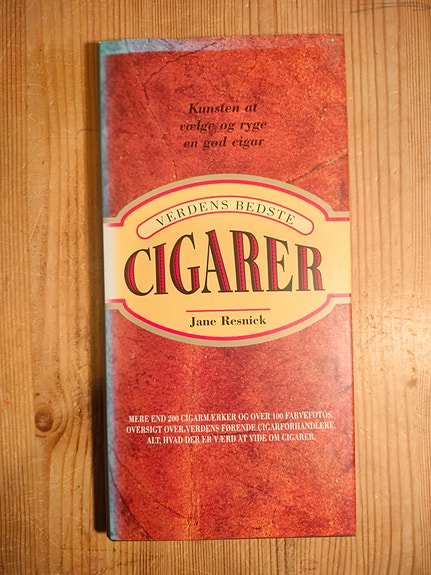 Kunsten at
vælge og ryge
en god cigar
VERDENS BEDSTE
CIGARER
Jane Resnick
MERE END 200 CIGARMÆRKER OG OVER 100 FARVEFOTOS.
OVERSIGT OVER VERDENS FØRENDE CIGARFORHANDLERE.
ALT, HVAD DER ER VÆRD AT VIDE OM CIGARER.